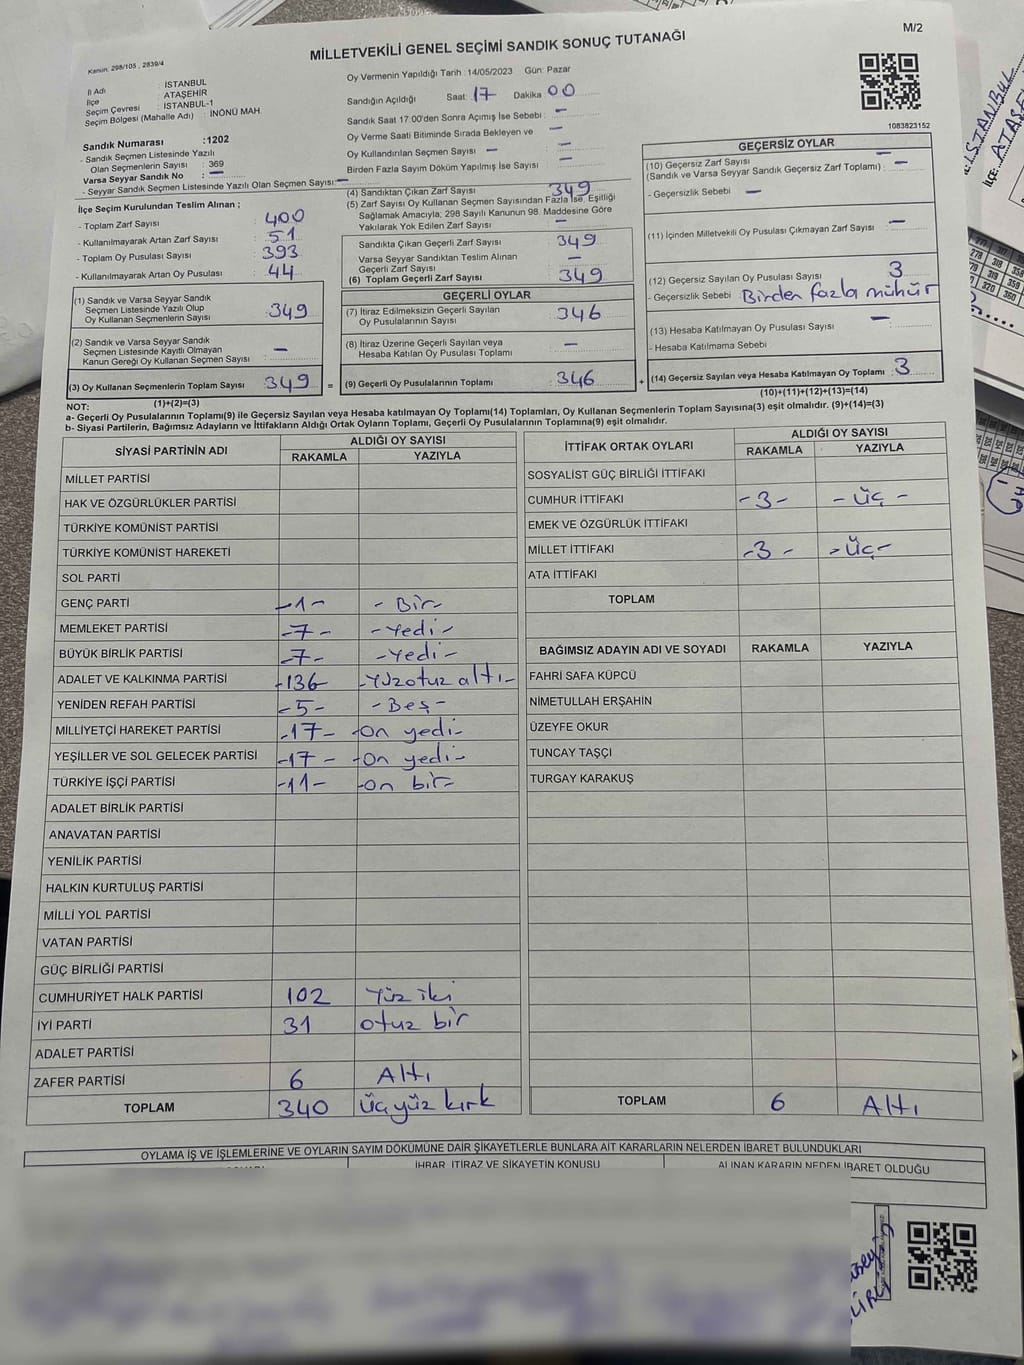 M/2
MİLLETVEKİLİ GENEL SEÇİMİ SANDIK SONUÇ TUTANAĞI
Kanun: 298/105 , 2839/4
İl Adı : İSTANBUL
İlçe : ATAŞEHİR
Seçim Çevresi : İSTANBUL-1
Seçim Bölgesi (Mahalle Adı) : İNÖNÜ MAH
Sandık Numarası :1202
- Sandık Seçmen Listesinde Yazılı
Olan Seçmenlerin Sayısı : 369
Varsa Seyyar Sandık No : —
- Seyyar Sandık Seçmen Listesinde Yazılı Olan Seçmen Sayısı: —
Oy Vermenin Yapıldığı Tarih : 14/05/2023 Gün: Pazar
Sandığın Açıldığı Saat: 17 Dakika 00
Sandık Saat 17:00'den Sonra Açımış İse Sebebi : —
Oy Verme Saati Bitiminde Sırada Bekleyen ve —
Oy Kullandırılan Seçmen Sayısı — —
Birden Fazla Sayım Döküm Yapılmış İse Sayısı —
1083823152
İlçe Seçim Kurulundan Teslim Alınan ;
- Toplam Zarf Sayısı : 400
- Kullanılmayarak Artan Zarf Sayısı : 51
- Toplam Oy Pusulası Sayısı : 393
- Kullanılmayarak Artan Oy Pusulası : 44
(1) Sandık ve Varsa Seyyar Sandık
Seçmen Listesinde Yazılı Olup
Oy Kullanan Seçmenlerin Sayısı : 349
(2) Sandık ve Varsa Seyyar Sandık
Seçmen Listesinde Kayıtlı Olmayan
Kanun Gereği Oy Kullanan Seçmen Sayısı : —
(3) Oy Kullanan Seçmenlerin Toplam Sayısı : 349
(1)+(2)=(3)
(4) Sandıktan Çıkan Zarf Sayısı : 349
(5) Zarf Sayısı Oy Kullanan Seçmen Sayısından Fazla İse, Eşitliği
Sağlamak Amacıyla; 298 Sayılı Kanunun 98. Maddesine Göre
Yakılarak Yok Edilen Zarf Sayısı : —
Sandıkta Çıkan Geçerli Zarf Sayısı : 349
Varsa Seyyar Sandıktan Teslim Alınan
Geçerli Zarf Sayısı : —
(6) Toplam Geçerli Zarf Sayısı : 349
GEÇERLİ OYLAR
(7) İtiraz Edilmeksizin Geçerli Sayılan
Oy Pusulalarının Sayısı : 346
(8) İtiraz Üzerine Geçerli Sayılan veya
Hesaba Katılan Oy Pusulası Toplamı : —
= (9) Geçerli Oy Pusulalarının Toplamı : 346
GEÇERSİZ OYLAR
(10) Geçersiz Zarf Sayısı —
(Sandık ve Varsa Seyyar Sandık Geçersiz Zarf Toplamı) : —
- Geçersizlik Sebebi : —
(11) İçinden Milletvekili Oy Pusulası Çıkmayan Zarf Sayısı : —
(12) Geçersiz Sayılan Oy Pusulası Sayısı : 3
- Geçersizlik Sebebi : Birden fazla mühür
(13) Hesaba Katılmayan Oy Pusulası Sayısı : —
- Hesaba Katılmama Sebebi
+ (14) Geçersiz Sayılan veya Hesaba Katılmayan Oy Toplamı : 3
(10)+(11)+(12)+(13)=(14)
NOT:
a- Geçerli Oy Pusulalarının Toplamı(9) ile Geçersiz Sayılan veya Hesaba katılmayan Oy Toplamı(14) Toplamları, Oy Kullanan Seçmenlerin Toplam Sayısına(3) eşit olmalıdır. (9)+(14)=(3)
b- Siyasi Partilerin, Bağımsız Adayların ve İttifakların Aldığı Ortak Oyların Toplamı, Geçerli Oy Pusulalarının Toplamına(9) eşit olmalıdır.
SİYASİ PARTİNİN ADI ALDIĞI OY SAYISI
RAKAMLA YAZIYLA
MİLLET PARTİSİ
HAK VE ÖZGÜRLÜKLER PARTİSİ
TÜRKİYE KOMÜNİST PARTİSİ
TÜRKİYE KOMÜNİST HAREKETİ
SOL PARTİ
GENÇ PARTİ -1- - Bir -
MEMLEKET PARTİSİ -7- - Yedi -
BÜYÜK BİRLİK PARTİSİ -7- - Yedi -
ADALET VE KALKINMA PARTİSİ -136 - Yüzotuz altı -
YENİDEN REFAH PARTİSİ -5- - Beş -
MİLLİYETÇİ HAREKET PARTİSİ -17- -On yedi-
YEŞİLLER VE SOL GELECEK PARTİSİ -17- -On yedi-
TÜRKİYE İŞÇİ PARTİSİ -11- -On bir-
ADALET BİRLİK PARTİSİ
ANAVATAN PARTİSİ
YENİLİK PARTİSİ
HALKIN KURTULUŞ PARTİSİ
MİLLİ YOL PARTİSİ
VATAN PARTİSİ
GÜÇ BİRLİĞİ PARTİSİ
CUMHURİYET HALK PARTİSİ 102 Yüz iki
İYİ PARTİ 31 otuz bir
ADALET PARTİSİ
ZAFER PARTİSİ 6 Altı
TOPLAM 340 Üçyüz kırk
İTTİFAK ORTAK OYLARI ALDIĞI OY SAYISI
RAKAMLA YAZIYLA
SOSYALİST GÜÇ BİRLİĞİ İTTİFAKI
CUMHUR İTTİFAKI -3- - Üç -
EMEK VE ÖZGÜRLÜK İTTİFAKI
MİLLET İTTİFAKI -3- - Üç -
ATA İTTİFAKI
TOPLAM
BAĞIMSIZ ADAYIN ADI VE SOYADI RAKAMLA YAZIYLA
FAHRİ SAFA KÜPCÜ
NİMETULLAH ERŞAHİN
ÜZEYFE OKUR
TUNCAY TAŞÇI
TURGAY KARAKUŞ
TOPLAM 6 Altı
OYLAMA İŞ VE İŞLEMLERİNE VE OYLARIN SAYIM DÖKÜMÜNE DAİR ŞİKAYETLERLE BUNLARA AİT KARARLARIN NELERDEN İBARET BULUNDUKLARI
İHBAR, İTİRAZ VE ŞİKAYETİN KONUSU ALINAN KARARIN NEDEN İBARET OLDUĞU